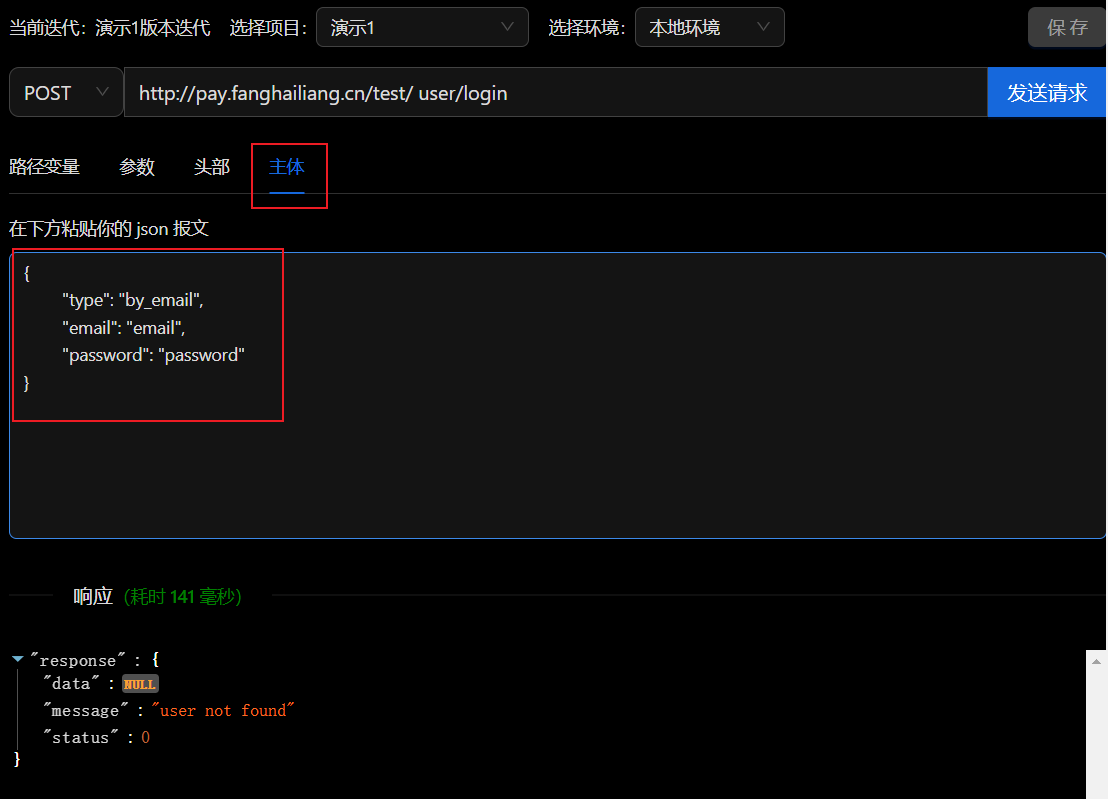 当前迭代：演示1版本迭代 选择项目： 演示1 选择环境： 本地环境 保 存
POST http://pay.fanghailiang.cn/test/ user/login 发送请求
路径变量 参数 头部 主体
在下方粘贴你的 json 报文
{
"type": "by_email",
"email": "email",
"password": "password"
}
响应 (耗时 141 毫秒)
"response" : {
"data" : NULL
"message" : "user not found"
"status" : 0
}